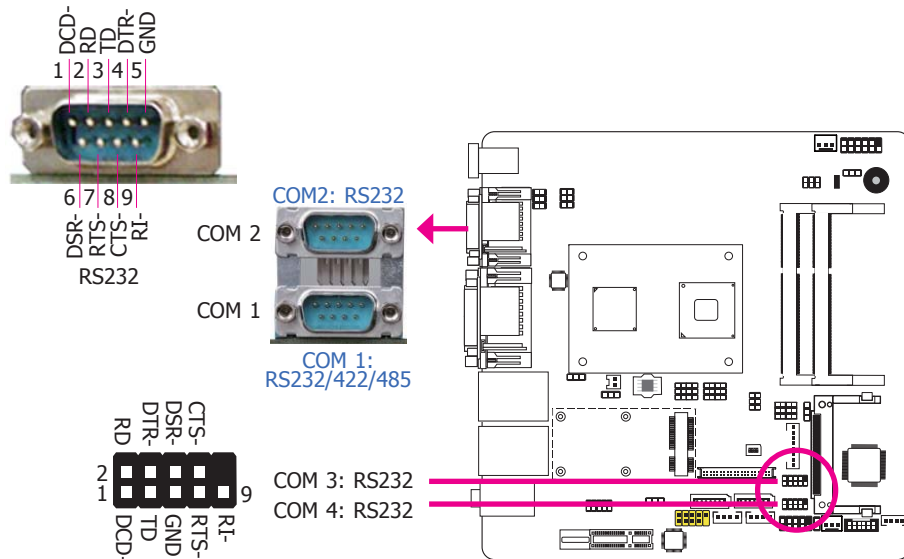 DCD-
RD
TD
DTR-
GND
1 2 3 4 5
6 7 8 9
DSR-
RTS-
CTS-
RI-
RS232
COM2: RS232
COM 2
COM 1
COM 1:
RS232/422/485
RD
DTR-
DSR-
CTS-
2
1
9
DCD-
TD
GND
RTS-
RI-
COM 3: RS232
COM 4: RS232